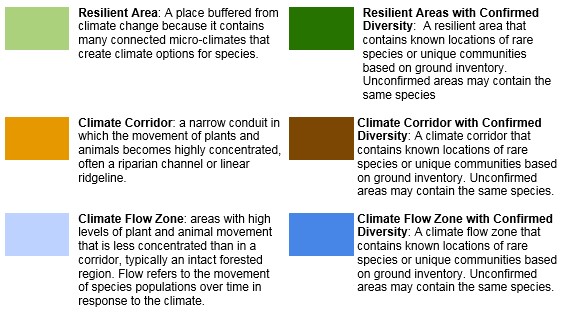 Resilient Area: A place buffered from
climate change because it contains
many connected micro-climates that
create climate options for species.
Resilient Areas with Confirmed
Diversity: A resilient area that
contains known locations of rare
species or unique communities
based on ground inventory.
Unconfirmed areas may contain the
same species
Climate Corridor: a narrow conduit in
which the movement of plants and
animals becomes highly concentrated,
often a riparian channel or linear
ridgeline.
Climate Corridor with Confirmed
Diversity: A climate corridor that
contains known locations of rare
species or unique communities based
on ground inventory. Unconfirmed
areas may contain the same species.
Climate Flow Zone: areas with high
levels of plant and animal movement
that is less concentrated than in a
corridor, typically an intact forested
region. Flow refers to the movement
of species populations over time in
response to the climate.
Climate Flow Zone with Confirmed
Diversity: A climate flow zone that
contains known locations of rare
species or unique communities based
on ground inventory. Unconfirmed
areas may contain the same species.